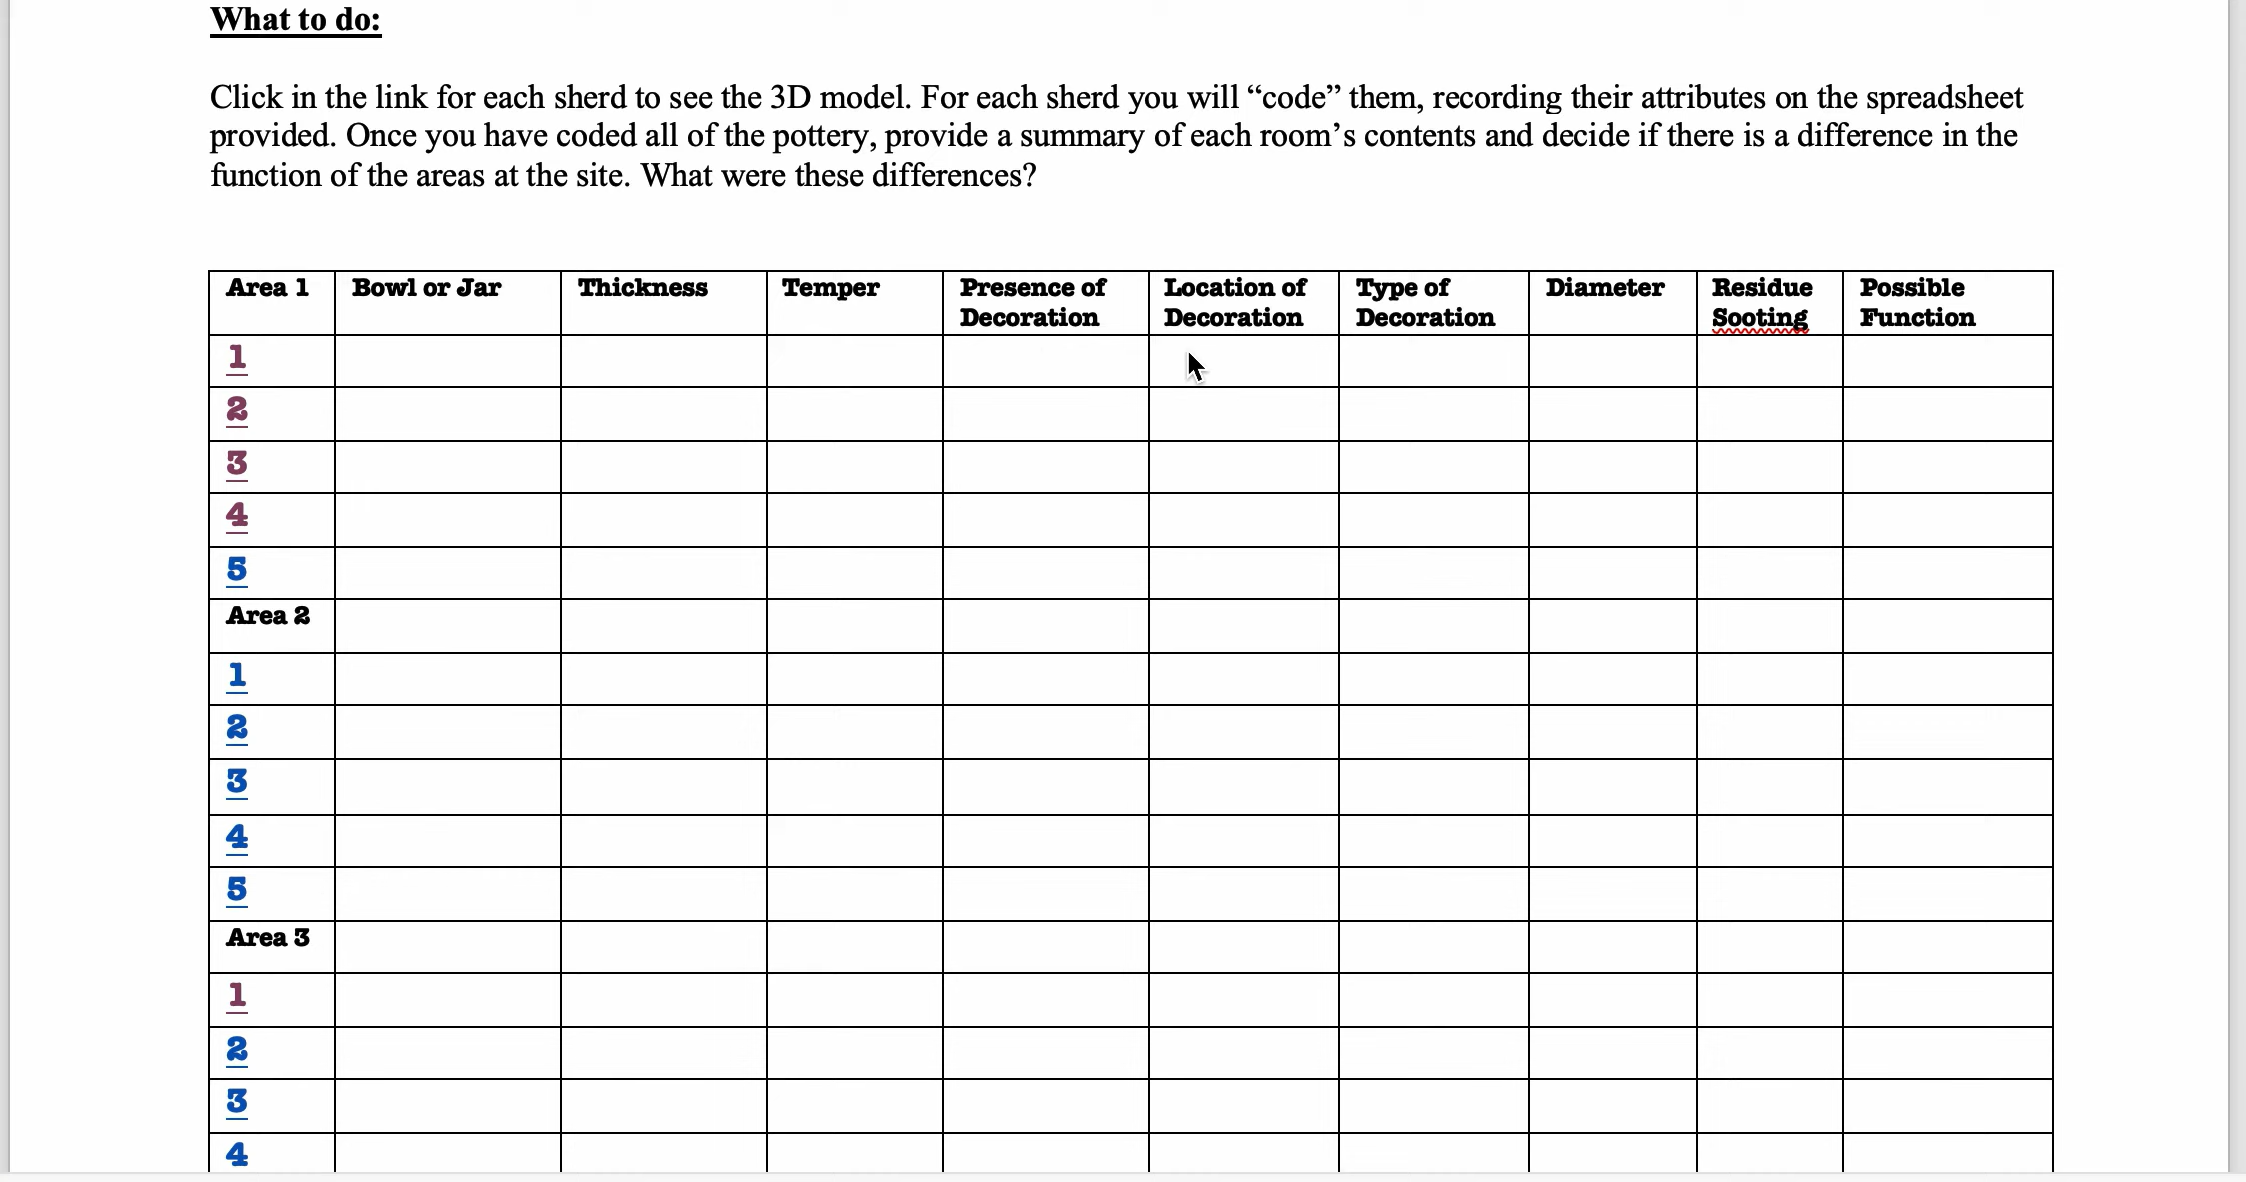 What to do:
Click in the link for each sherd to see the 3D model. For each sherd you will “code” them, recording their attributes on the spreadsheet
provided. Once you have coded all of the pottery, provide a summary of each room’s contents and decide if there is a difference in the
function of the areas at the site. What were these differences?
Area 1 Bowl or Jar Thickness Temper Presence of Decoration Location of Decoration Type of Decoration Diameter Residue Sooting Possible Function
1
2
3
4
5
Area 2
1
2
3
4
5
Area 3
1
2
3
4